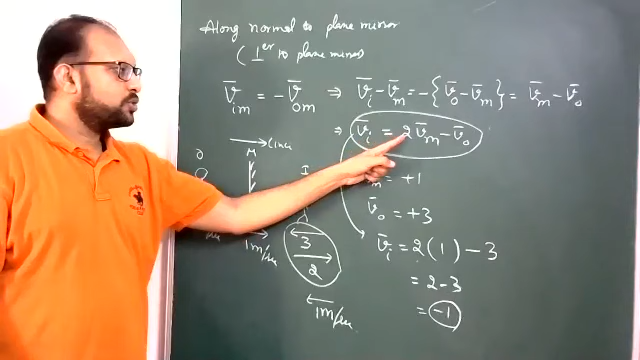 Along normal to plane mirror
(⊥er to plane mirror)
V̄im = −V̄om ⇒ V̄i − V̄m = −{V̄o − V̄m} = V̄m − V̄o
⇒ V̄i = 2V̄m − V̄o
O M I
m = +1
V̄o = +3
V̄i = 2(1) − 3
= 2−3
= −1
1m/sec
3
2
1m/sec